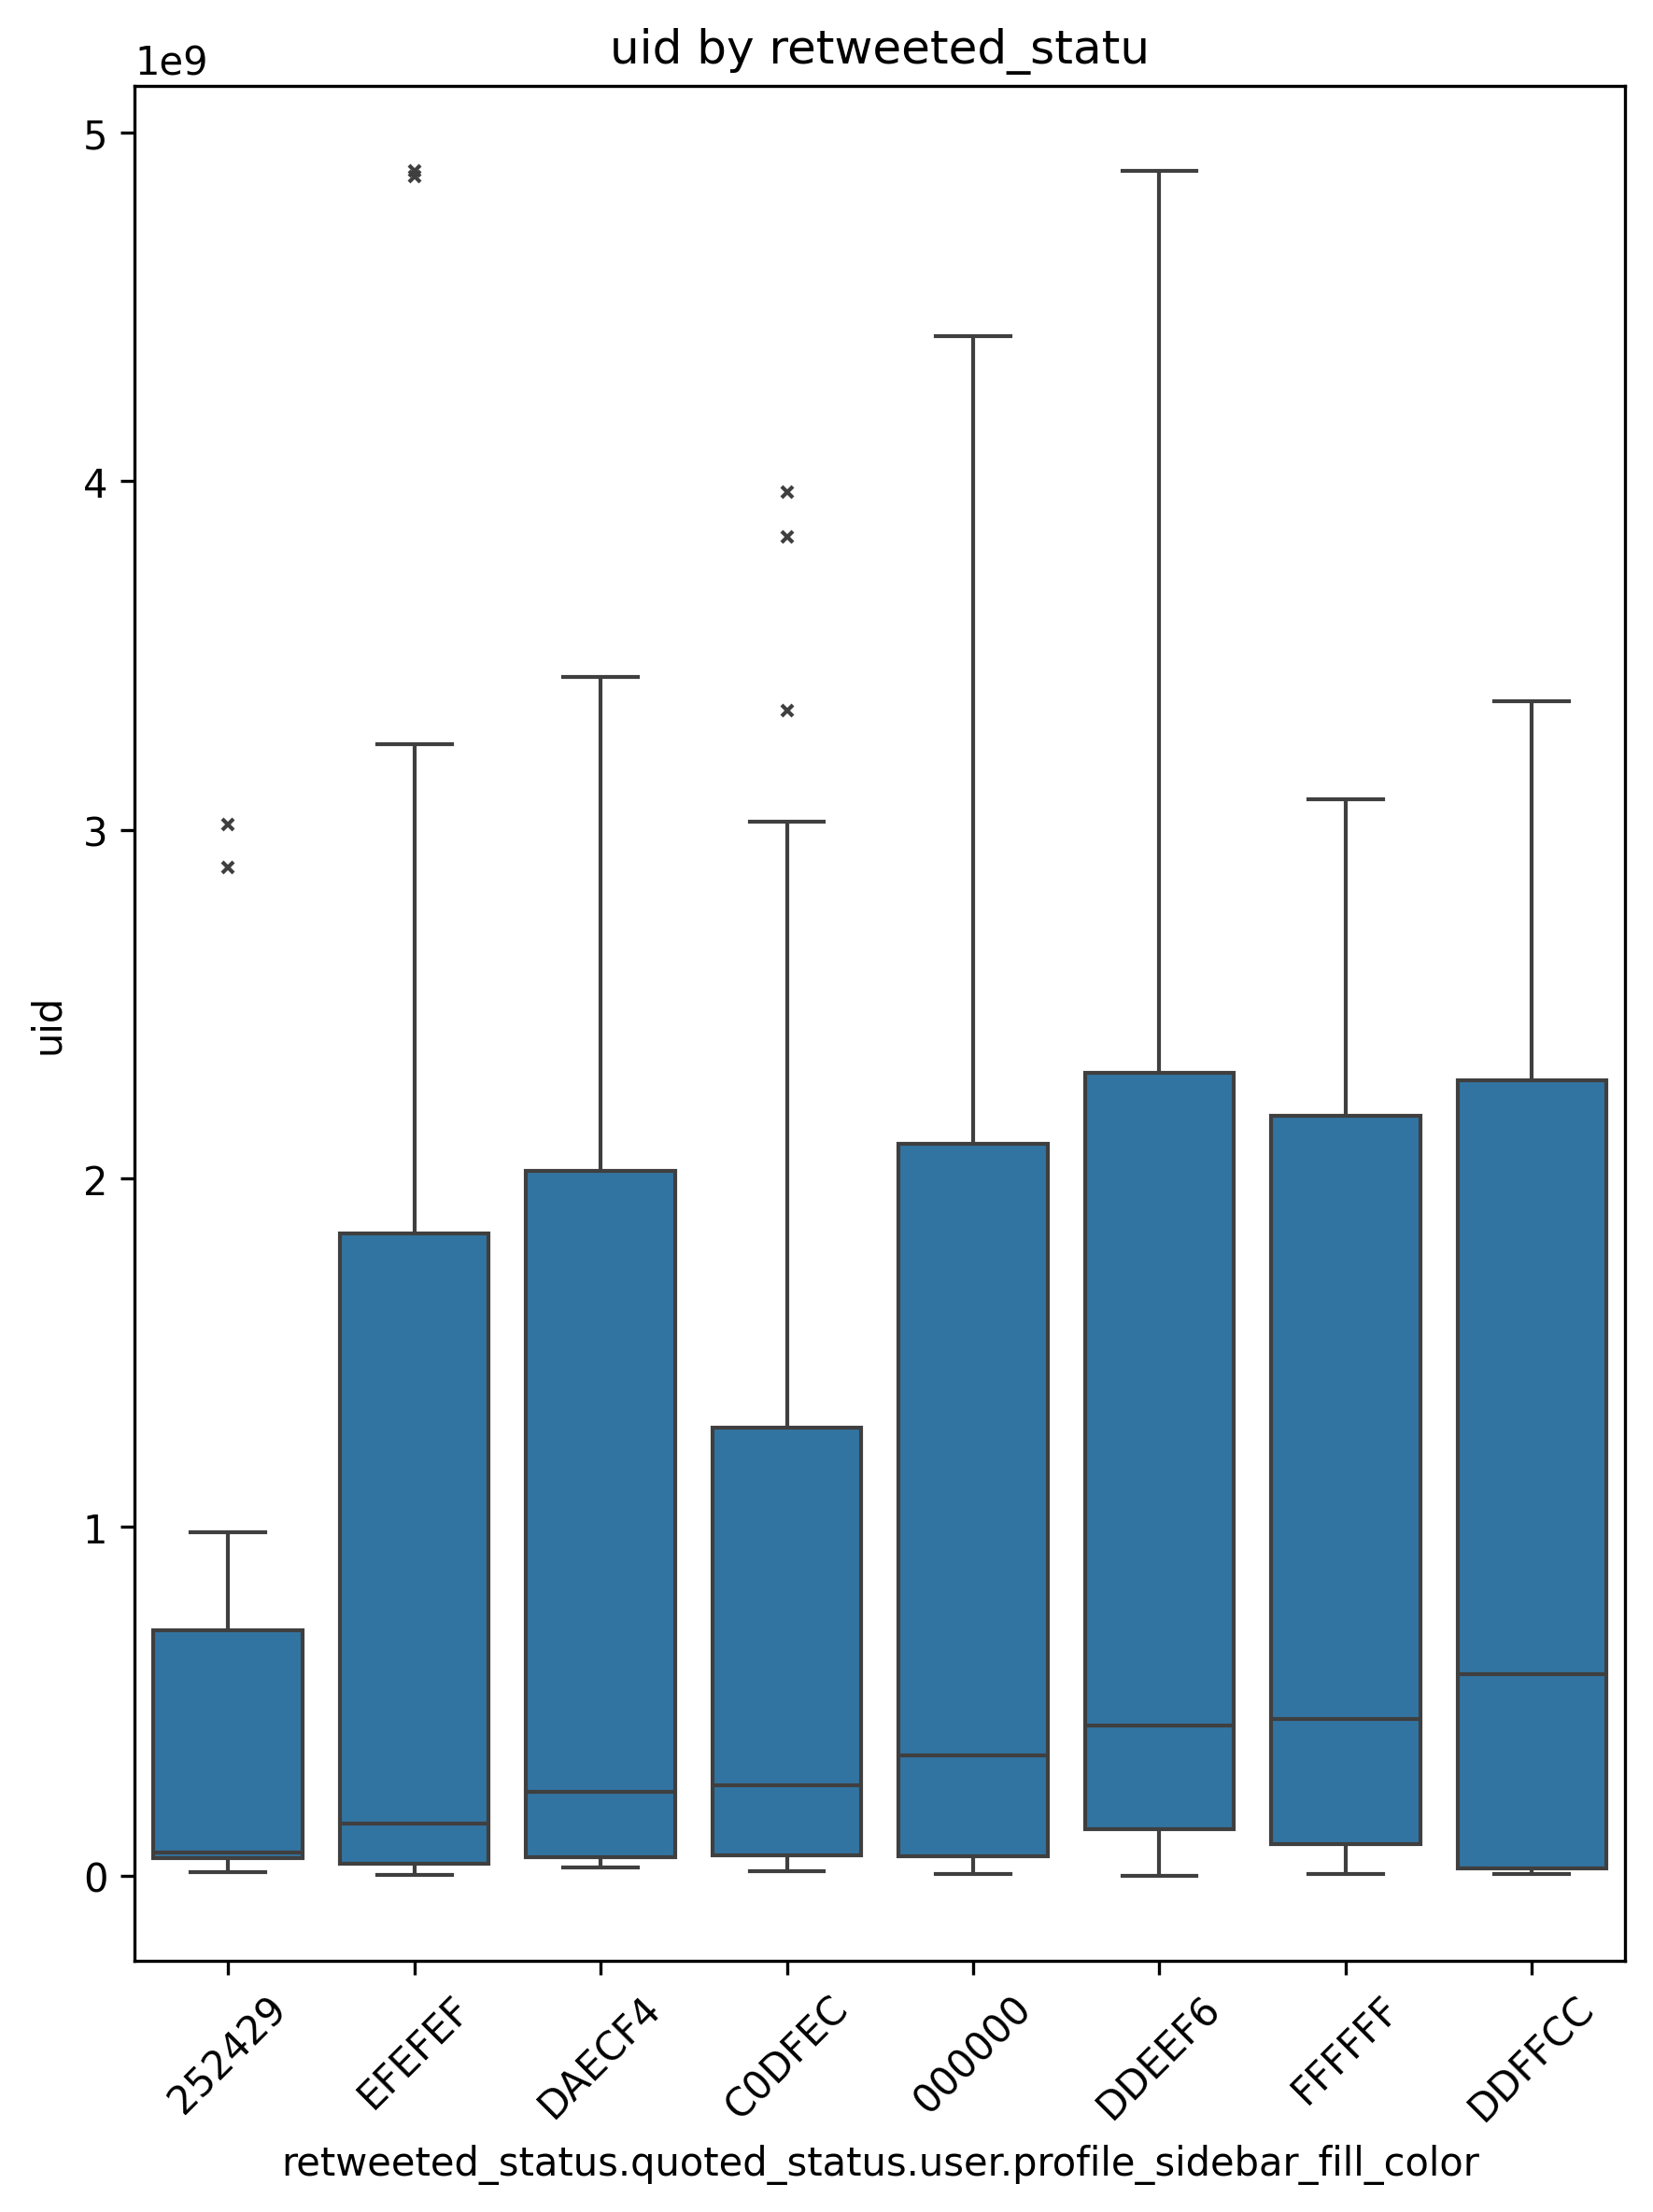 uid by retweeted_statu
1e9
5
4
3
2
1
0
uid
252429
EFEFEF
DAECF4
C0DFEC
000000
DDEEF6
FFFFFF
DDFFCC
retweeted_status.quoted_status.user.profile_sidebar_fill_color